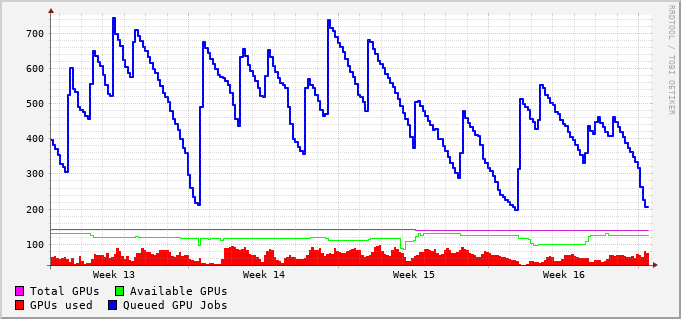 RRDTOOL / TOBI OETIKER
700
600
500
400
300
200
100
Week 13 Week 14 Week 15 Week 16
Total GPUs Available GPUs
GPUs used Queued GPU Jobs